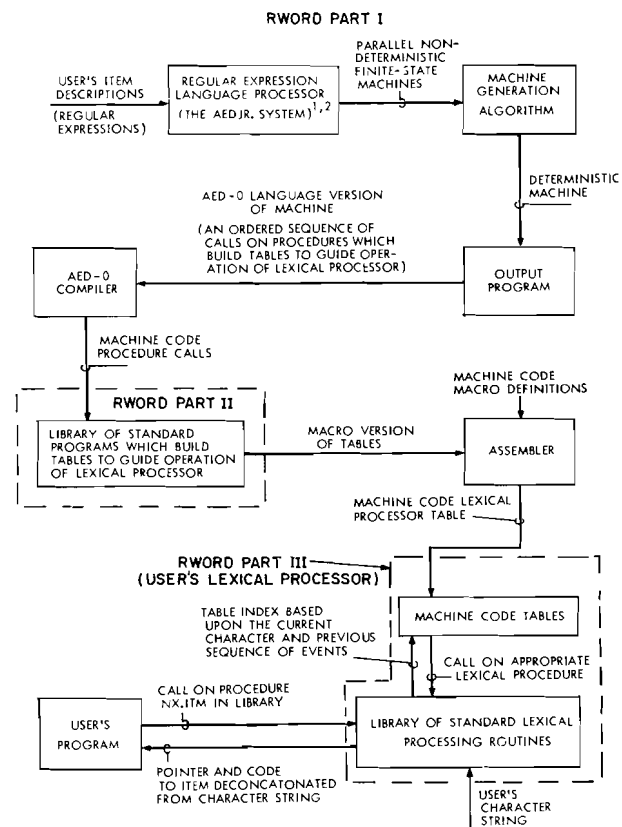 RWORD PART I
USER'S ITEM
DESCRIPTIONS
(REGULAR
EXPRESSIONS)
REGULAR EXPRESSION
LANGUAGE PROCESSOR
(THE AEDJR. SYSTEM)1,2
PARALLEL NON-
DETERMINISTIC
FINITE-STATE
MACHINES
MACHINE
GENERATION
ALGORITHM
DETERMINISTIC
MACHINE
AED-0 LANGUAGE VERSION
OF MACHINE
(AN ORDERED SEQUENCE OF
CALLS ON PROCEDURES WHICH
BUILD TABLES TO GUIDE OPER-
ATION OF LEXICAL PROCESSOR)
OUTPUT
PROGRAM
AED-0
COMPILER
MACHINE CODE
PROCEDURE CALLS
RWORD PART II
LIBRARY OF STANDARD
PROGRAMS WHICH BUILD
TABLES TO GUIDE OPERATION
OF LEXICAL PROCESSOR
MACRO VERSION
OF TABLES
MACHINE CODE
MACRO DEFINITIONS
ASSEMBLER
MACHINE CODE LEXICAL
PROCESSOR TABLE
RWORD PART III
(USER'S LEXICAL PROCESSOR)
MACHINE CODE TABLES
TABLE INDEX BASED
UPON THE CURRENT
CHARACTER AND PREVIOUS
SEQUENCE OF EVENTS
CALL ON APPROPRIATE
LEXICAL PROCEDURE
CALL ON PROCEDURE
NX.ITM IN LIBRARY
USER'S
PROGRAM
LIBRARY OF STANDARD LEXICAL
PROCESSING ROUTINES
POINTER AND CODE
TO ITEM DECONCATONATED
FROM CHARACTER STRING
USER'S
CHARACTER
STRING